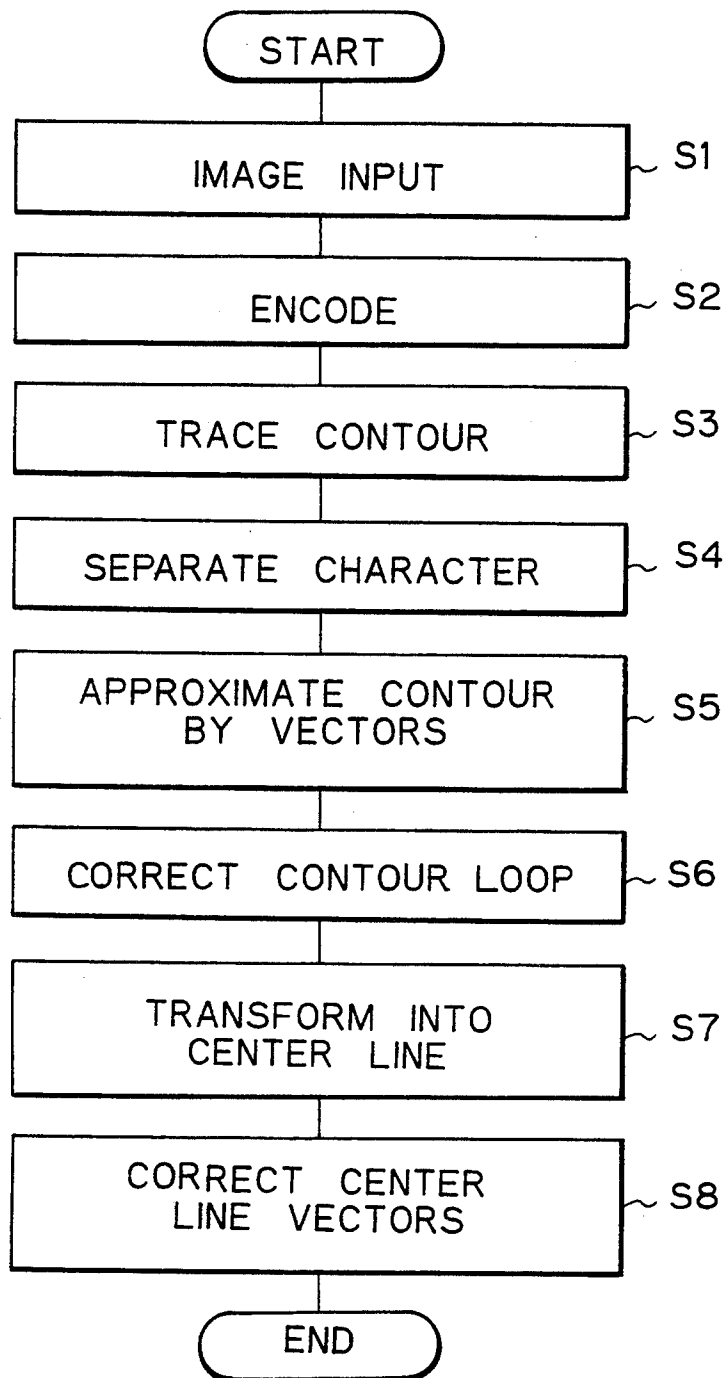 START
IMAGE INPUT
S1
ENCODE
S2
TRACE CONTOUR
S3
SEPARATE CHARACTER
S4
APPROXIMATE CONTOUR
BY VECTORS
S5
CORRECT CONTOUR LOOP
S6
TRANSFORM INTO
CENTER LINE
S7
CORRECT CENTER
LINE VECTORS
S8
END